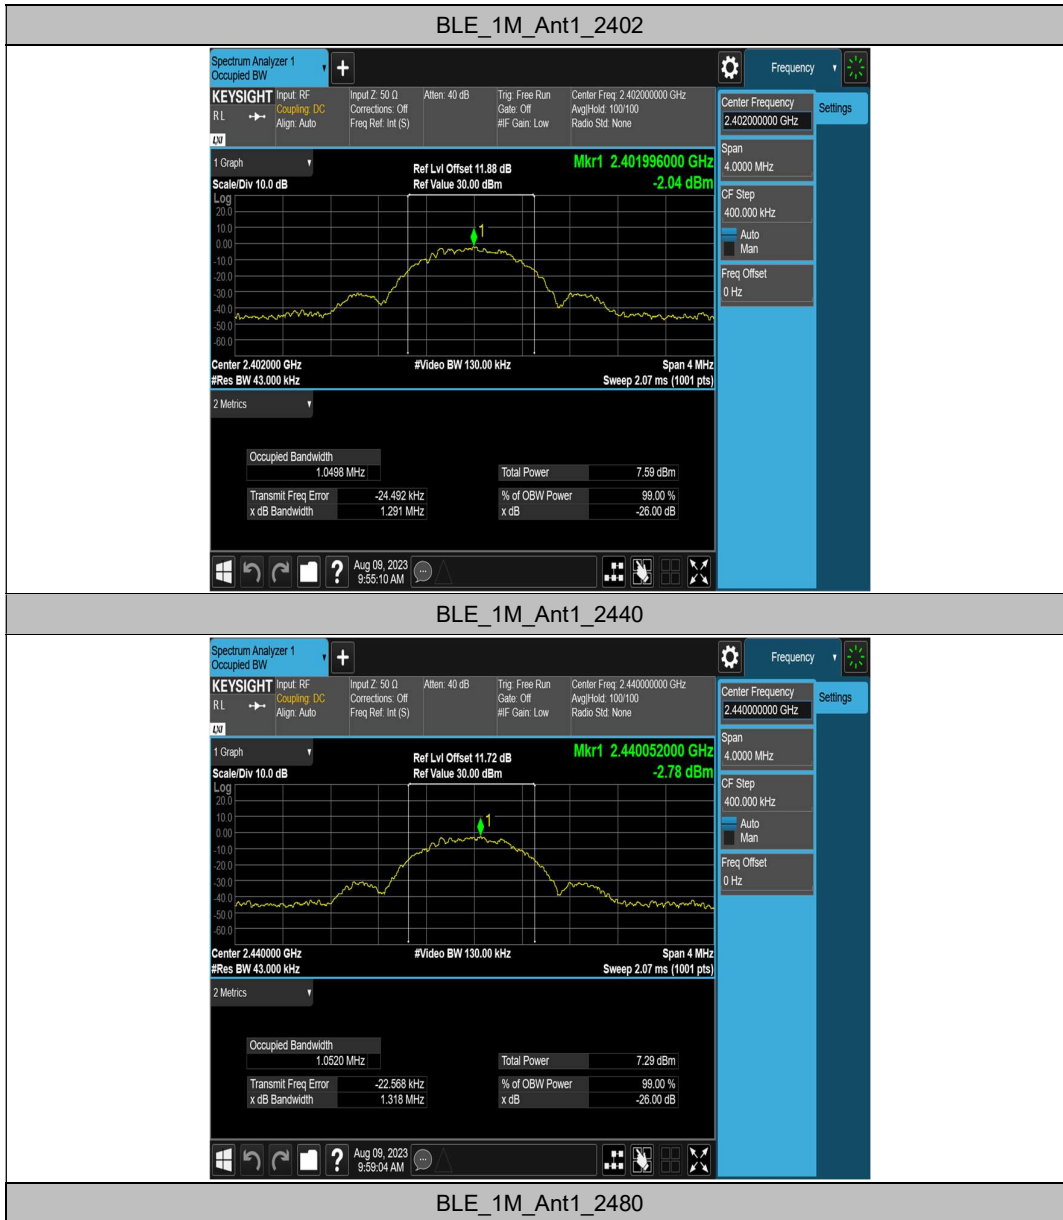 BLE_1M_Ant1_2402
Spectrum Analyzer 1
Occupied BW
Frequency
KEYSIGHT
RL
LXI
Input: RF
Coupling: DC
Align: Auto
Input Z: 50 Ω
Corrections: Off
Freq Ref: Int (S)
Atten: 40 dB
Trig: Free Run
Gate: Off
#IF Gain: Low
Center Freq: 2.402000000 GHz
Avg|Hold: 100/100
Radio Std: None
Center Frequency
2.402000000 GHz
Settings
Span
4.0000 MHz
CF Step
400.000 kHz
Auto
Man
Freq Offset
0 Hz
1 Graph
Scale/Div 10.0 dB
Ref Lvl Offset 11.88 dB
Ref Value 30.00 dBm
Mkr1 2.401996000 GHz
-2.04 dBm
Log
20.0
10.0
0.00
-10.0
-20.0
-30.0
-40.0
-50.0
-60.0
1
Center 2.402000 GHz
#Video BW 130.00 kHz
Span 4 MHz
#Res BW 43.000 kHz
Sweep 2.07 ms (1001 pts)
2 Metrics
Occupied Bandwidth
1.0498 MHz
Total Power 7.59 dBm
Transmit Freq Error -24.492 kHz
% of OBW Power 99.00 %
x dB Bandwidth 1.291 MHz
x dB -26.00 dB
?
Aug 09, 2023
9:55:10 AM
BLE_1M_Ant1_2440
Spectrum Analyzer 1
Occupied BW
Frequency
KEYSIGHT
RL
LXI
Input: RF
Coupling: DC
Align: Auto
Input Z: 50 Ω
Corrections: Off
Freq Ref: Int (S)
Atten: 40 dB
Trig: Free Run
Gate: Off
#IF Gain: Low
Center Freq: 2.440000000 GHz
Avg|Hold: 100/100
Radio Std: None
Center Frequency
2.440000000 GHz
Settings
Span
4.0000 MHz
CF Step
400.000 kHz
Auto
Man
Freq Offset
0 Hz
1 Graph
Scale/Div 10.0 dB
Ref Lvl Offset 11.72 dB
Ref Value 30.00 dBm
Mkr1 2.440052000 GHz
-2.78 dBm
Log
20.0
10.0
0.00
-10.0
-20.0
-30.0
-40.0
-50.0
-60.0
1
Center 2.440000 GHz
#Video BW 130.00 kHz
Span 4 MHz
#Res BW 43.000 kHz
Sweep 2.07 ms (1001 pts)
2 Metrics
Occupied Bandwidth
1.0520 MHz
Total Power 7.29 dBm
Transmit Freq Error -22.568 kHz
% of OBW Power 99.00 %
x dB Bandwidth 1.318 MHz
x dB -26.00 dB
?
Aug 09, 2023
9:59:04 AM
BLE_1M_Ant1_2480